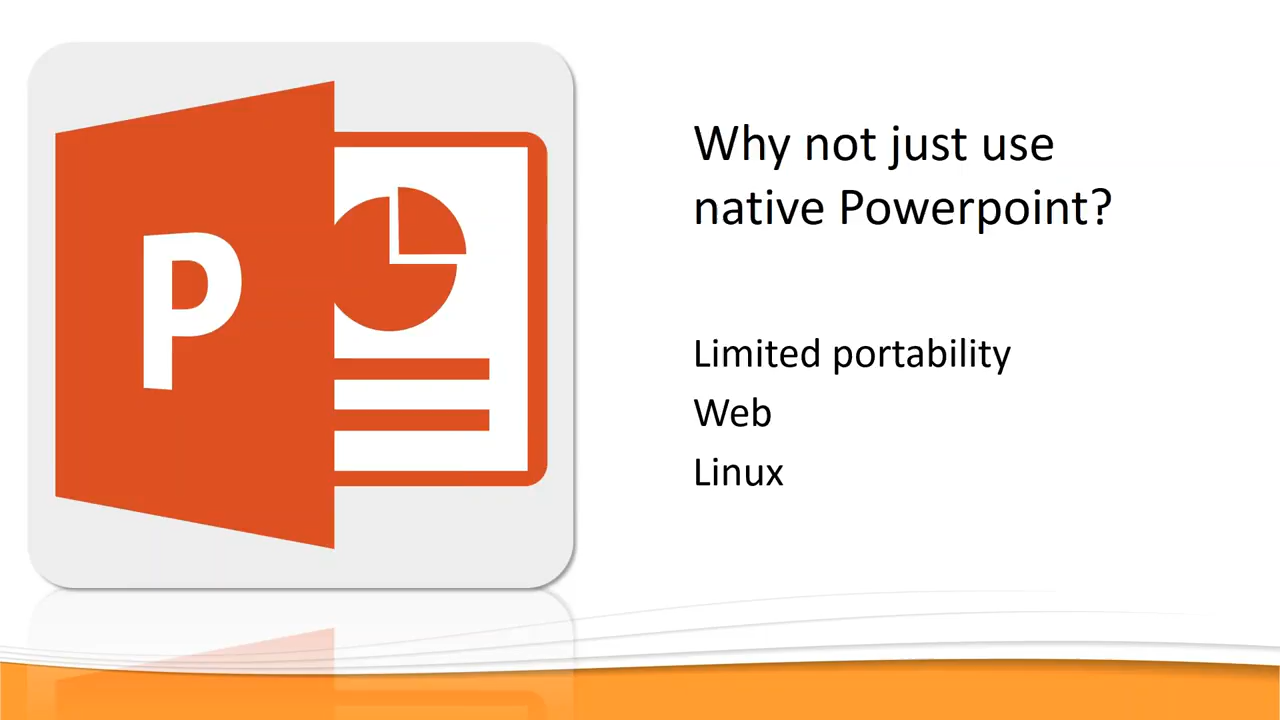 P
Why not just use
native Powerpoint?
Limited portability
Web
Linux